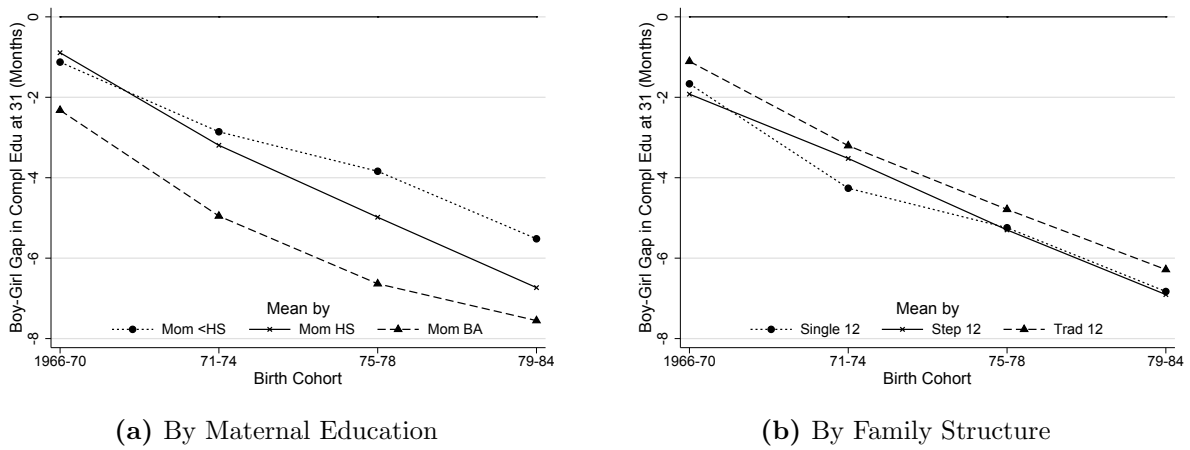 Boy-Girl Gap in Compl Edu at 31 (Months)
0
-2
-4
-6
-8
Mean by
Mom <HS Mom HS Mom BA
1966-70 71-74 75-78 79-84
Birth Cohort
(a) By Maternal Education
Boy-Girl Gap in Compl Edu at 31 (Months)
0
-2
-4
-6
-8
Mean by
Single 12 Step 12 Trad 12
1966-70 71-74 75-78 79-84
Birth Cohort
(b) By Family Structure